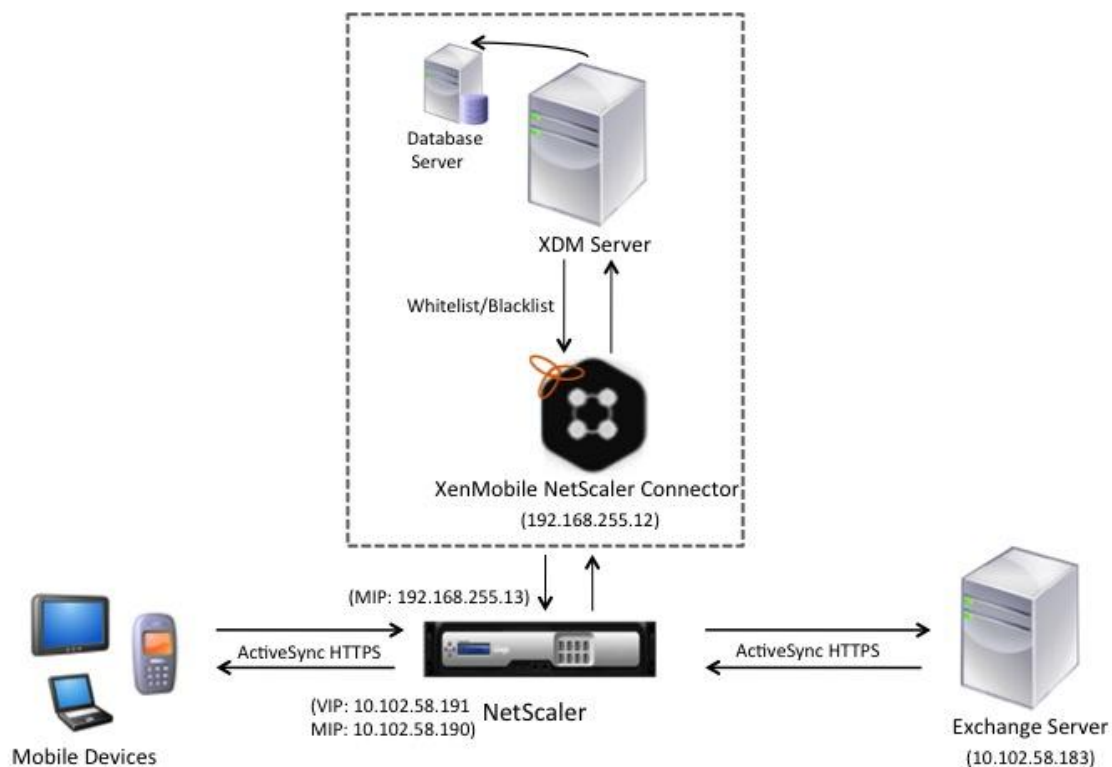 Database
Server
XDM Server
Whitelist/Blacklist
XenMobile NetScaler Connector
(192.168.255.12)
(MIP: 192.168.255.13)
ActiveSync HTTPS
ActiveSync HTTPS
(VIP: 10.102.58.191
MIP: 10.102.58.190)
NetScaler
Mobile Devices
Exchange Server
(10.102.58.183)